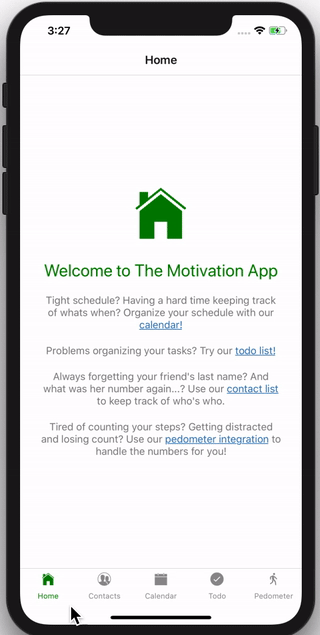 3:27
Home
Welcome to The Motivation App
Tight schedule? Having a hard time keeping track
of whats when? Organize your schedule with our
calendar!
Problems organizing your tasks? Try our todo list!
Always forgetting your friend's last name? And
what was her number again...? Use our contact list
to keep track of who's who.
Tired of counting your steps? Getting distracted
and losing count? Use our pedometer integration to
handle the numbers for you!
Home Contacts Calendar Todo Pedometer